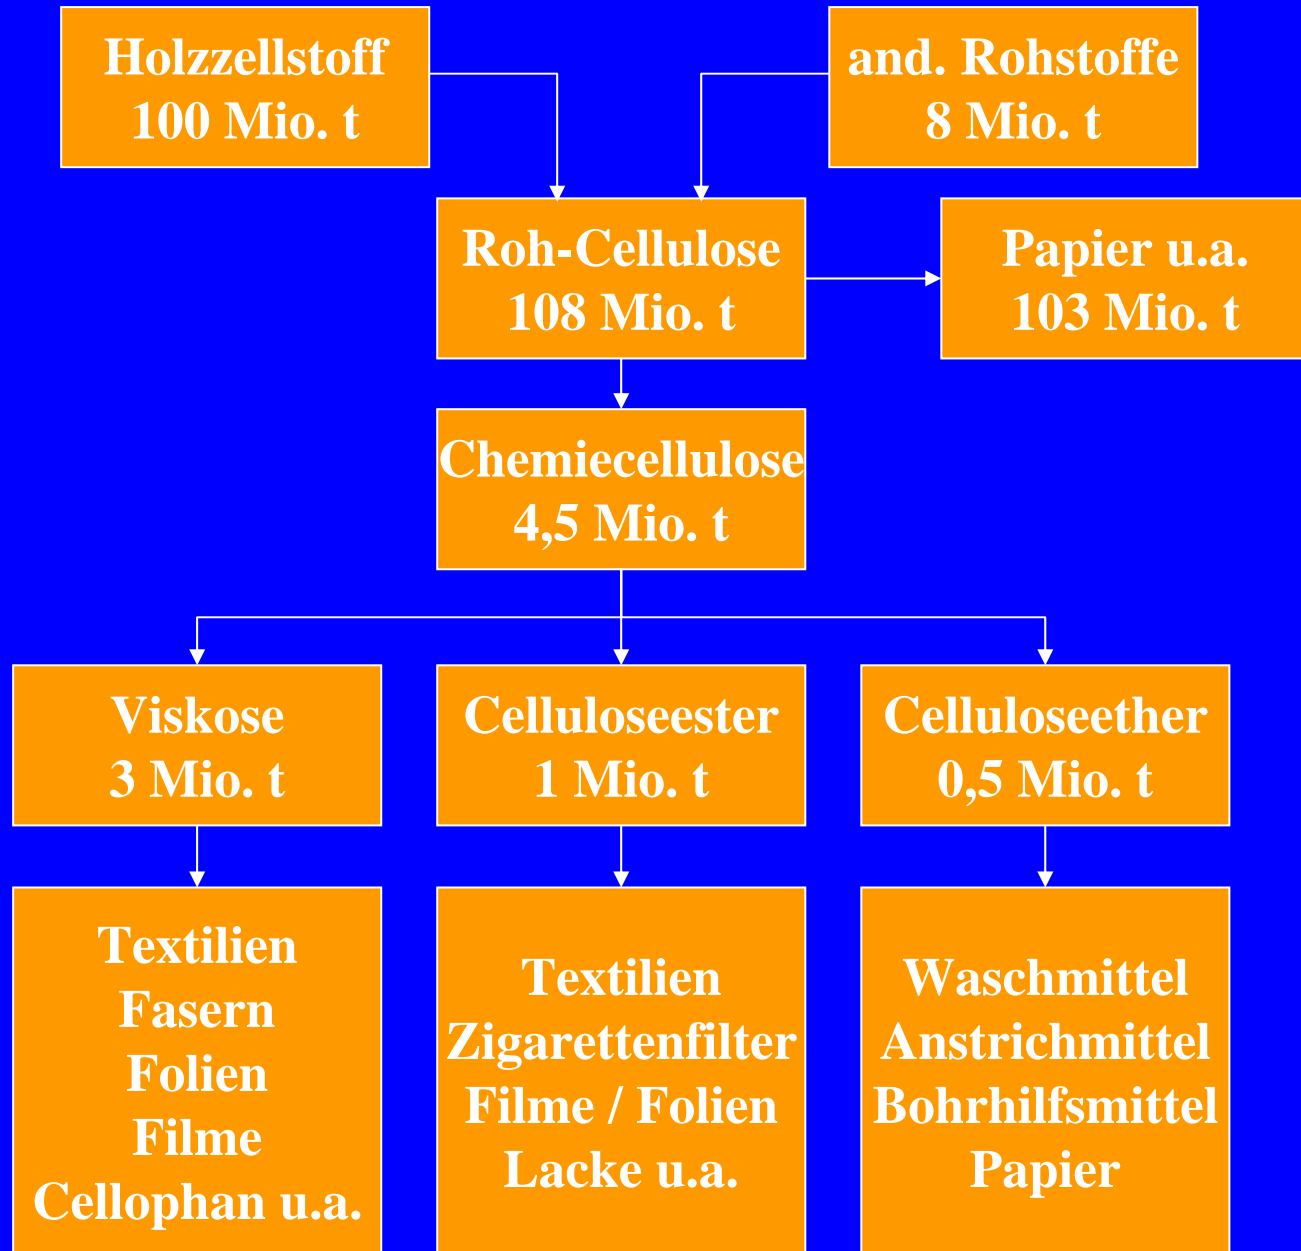 Holzzellstoff
100 Mio. t
and. Rohstoffe
8 Mio. t
Roh-Cellulose
108 Mio. t
Papier u.a.
103 Mio. t
Chemiecellulose
4,5 Mio. t
Viskose
3 Mio. t
Celluloseester
1 Mio. t
Celluloseether
0,5 Mio. t
Textilien
Fasern
Folien
Filme
Cellophan u.a.
Textilien
Zigarettenfilter
Filme / Folien
Lacke u.a.
Waschmittel
Anstrichmittel
Bohrhilfsmittel
Papier